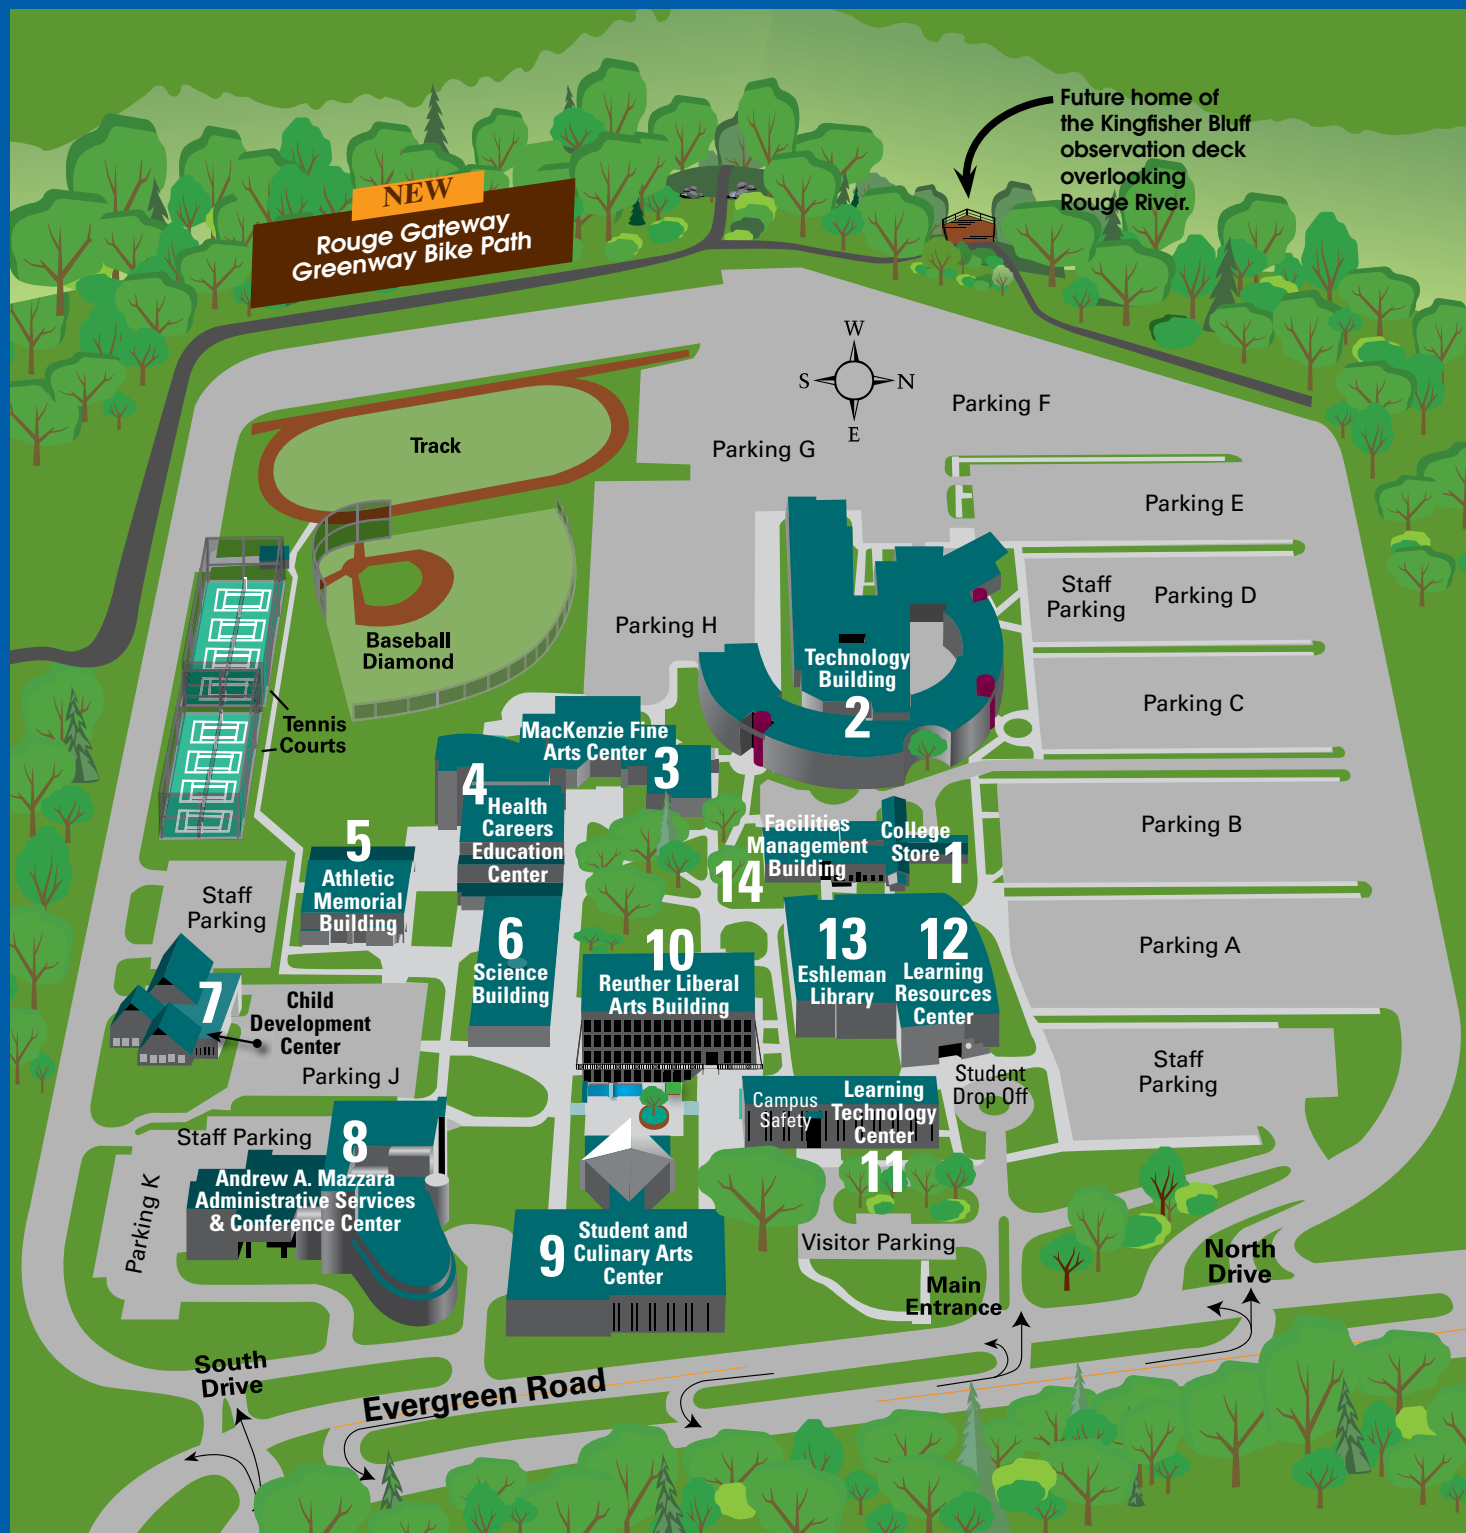 Future home of
the Kingfisher Bluff
observation deck
overlooking
Rouge River.
NEW
Rouge Gateway
Greenway Bike Path
W
S
N
E
Parking F
Track
Parking G
Parking E
Staff
Parking
Parking D
Parking H
Baseball
Diamond
Technology
Building
2
Parking C
Tennis
Courts
MacKenzie Fine
Arts Center
3
4
Health
Careers
Education
Center
Facilities
Management
Building
14
College
Store
1
Parking B
5
Athletic
Memorial
Building
Staff
Parking
6
Science
Building
10
Reuther Liberal
Arts Building
13
Eshleman
Library
12
Learning
Resources
Center
Parking A
7
Child
Development
Center
Parking J
Student
Drop Off
Staff
Parking
Campus
Safety
Learning
Technology
Center
11
Staff Parking
8
Andrew A. Mazzara
Administrative Services
& Conference Center
Parking K
9
Student and
Culinary Arts
Center
Visitor Parking
Main
Entrance
North
Drive
South
Drive
Evergreen Road